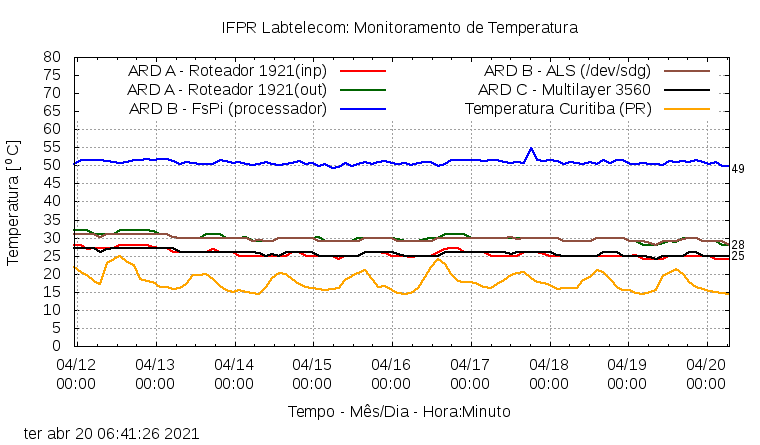 IFPR Labtelecom: Monitoramento de Temperatura
ARD A - Roteador 1921(inp)
ARD A - Roteador 1921(out)
ARD B - FsPi (processador)
ARD B - ALS (/dev/sdg)
ARD C - Multilayer 3560
Temperatura Curitiba (PR)
Temperatura [ºC]
80
75
70
65
60
55
50
45
40
35
30
25
20
15
10
5
0
49
28
25
04/12 00:00
04/13 00:00
04/14 00:00
04/15 00:00
04/16 00:00
04/17 00:00
04/18 00:00
04/19 00:00
04/20 00:00
Tempo - Mês/Dia - Hora:Minuto
ter abr 20 06:41:26 2021